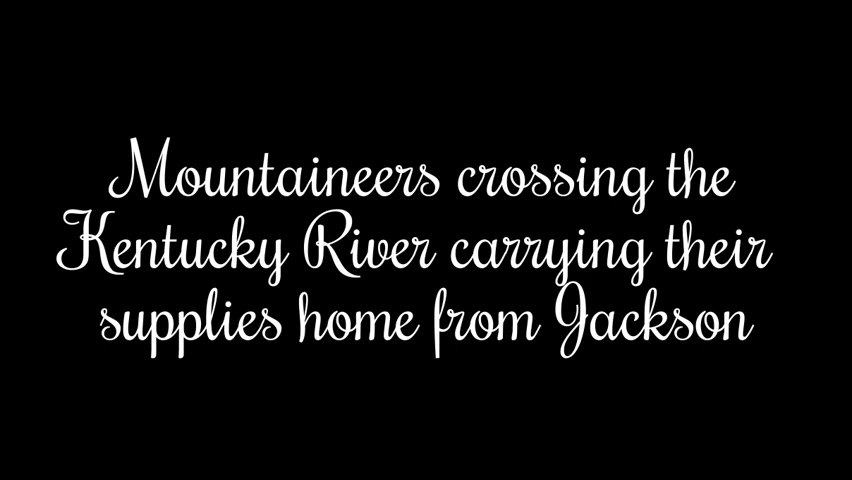 Mountaineers crossing the
Kentucky River carrying their
supplies home from Jackson